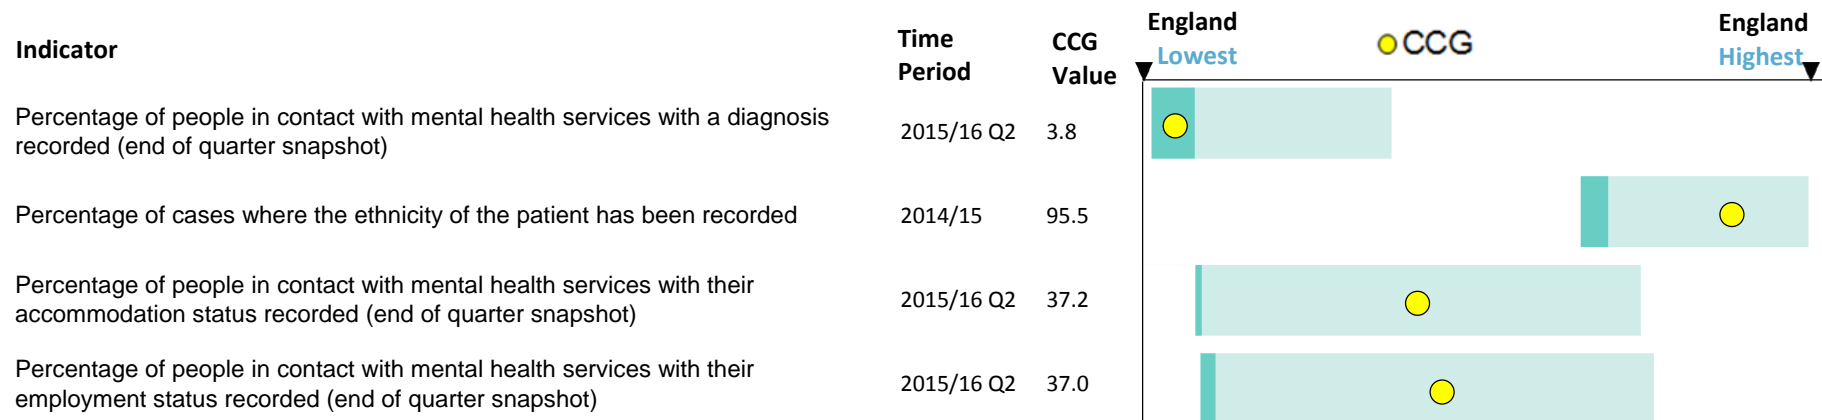 Indicator
Time
Period
CCG
Value
England
Lowest
CCG
England
Highest
Percentage of people in contact with mental health services with a diagnosis
recorded (end of quarter snapshot)
2015/16 Q2
3.8
Percentage of cases where the ethnicity of the patient has been recorded
2014/15
95.5
Percentage of people in contact with mental health services with their
accommodation status recorded (end of quarter snapshot)
2015/16 Q2
37.2
Percentage of people in contact with mental health services with their
employment status recorded (end of quarter snapshot)
2015/16 Q2
37.0